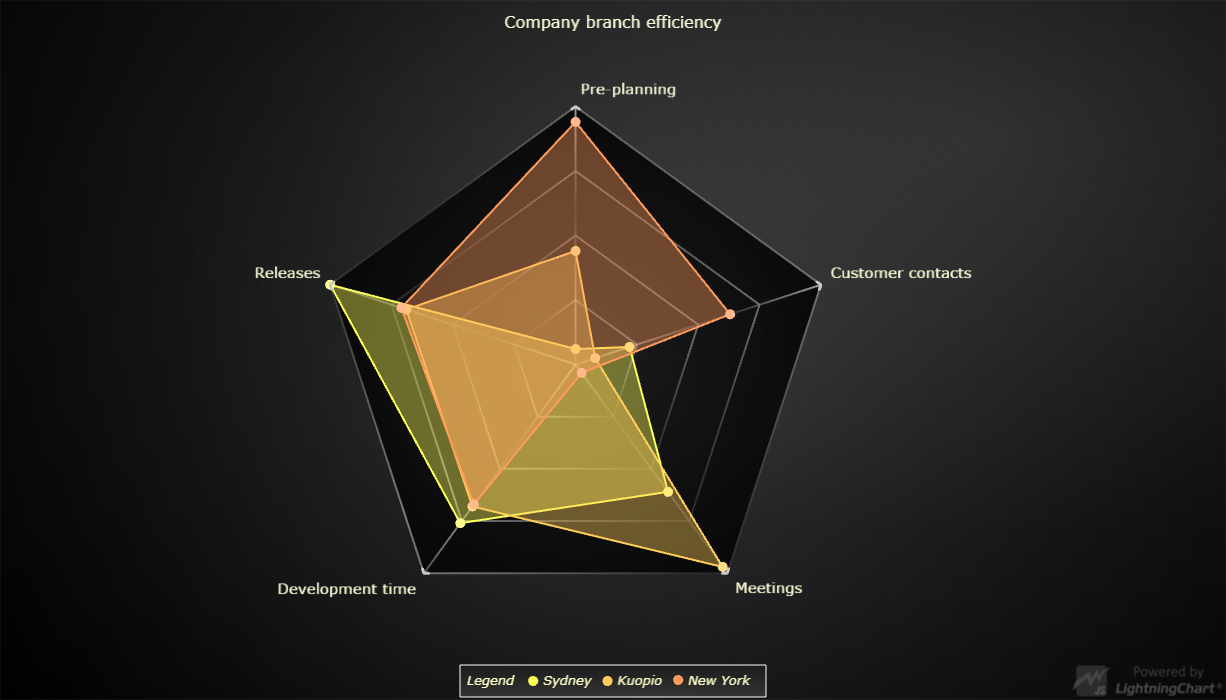 Company branch efficiency
Pre-planning
Releases
Customer contacts
Development time
Meetings
Legend Sydney Kuopio New York
Powered by
JS LightningChart®